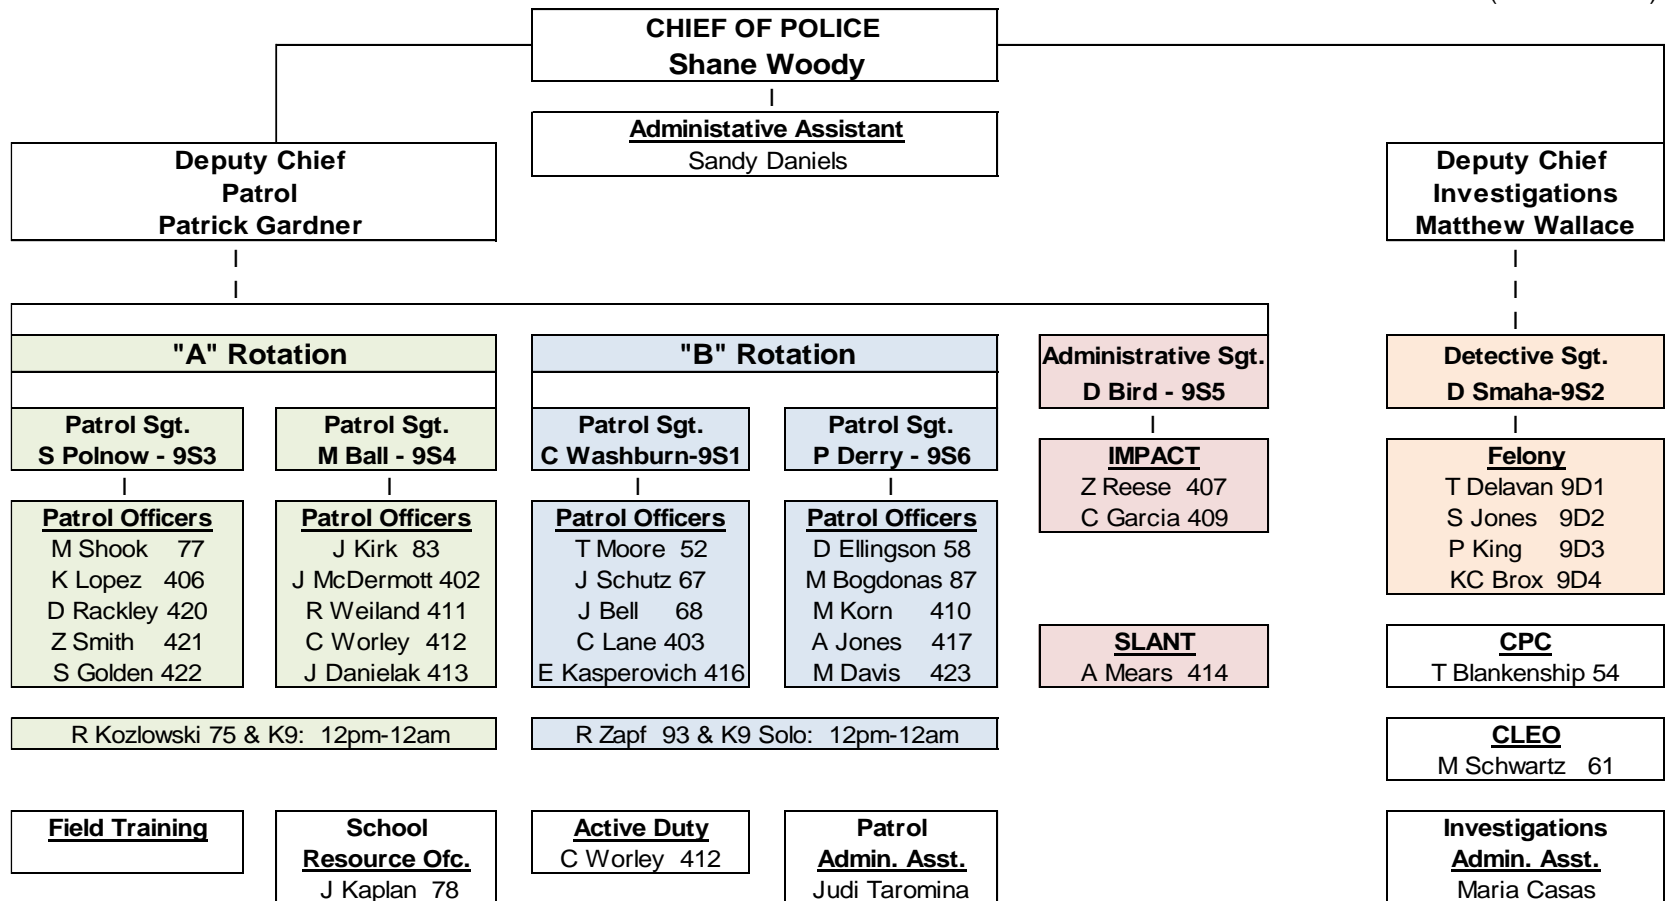 CHIEF OF POLICE
Shane Woody
Administative Assistant
Sandy Daniels
Deputy Chief
Patrol
Patrick Gardner
Deputy Chief
Investigations
Matthew Wallace
"A" Rotation
"B" Rotation
Administrative Sgt.
D Bird - 9S5
Detective Sgt.
D Smaha-9S2
Patrol Sgt.
S Polnow - 9S3
Patrol Sgt.
M Ball - 9S4
Patrol Sgt.
C Washburn-9S1
Patrol Sgt.
P Derry - 9S6
IMPACT
Z Reese 407
C Garcia 409
Felony
T Delavan 9D1
S Jones 9D2
P King 9D3
KC Brox 9D4
Patrol Officers
M Shook 77
K Lopez 406
D Rackley 420
Z Smith 421
S Golden 422
Patrol Officers
J Kirk 83
J McDermott 402
R Weiland 411
C Worley 412
J Danielak 413
Patrol Officers
T Moore 52
J Schutz 67
J Bell 68
C Lane 403
E Kasperovich 416
Patrol Officers
D Ellingson 58
M Bogdonas 87
M Korn 410
A Jones 417
M Davis 423
SLANT
A Mears 414
CPC
T Blankenship 54
R Kozlowski 75 & K9: 12pm-12am
R Zapf 93 & K9 Solo: 12pm-12am
CLEO
M Schwartz 61
Field Training
School
Resource Ofc.
J Kaplan 78
Active Duty
C Worley 412
Patrol
Admin. Asst.
Judi Taromina
Investigations
Admin. Asst.
Maria Casas